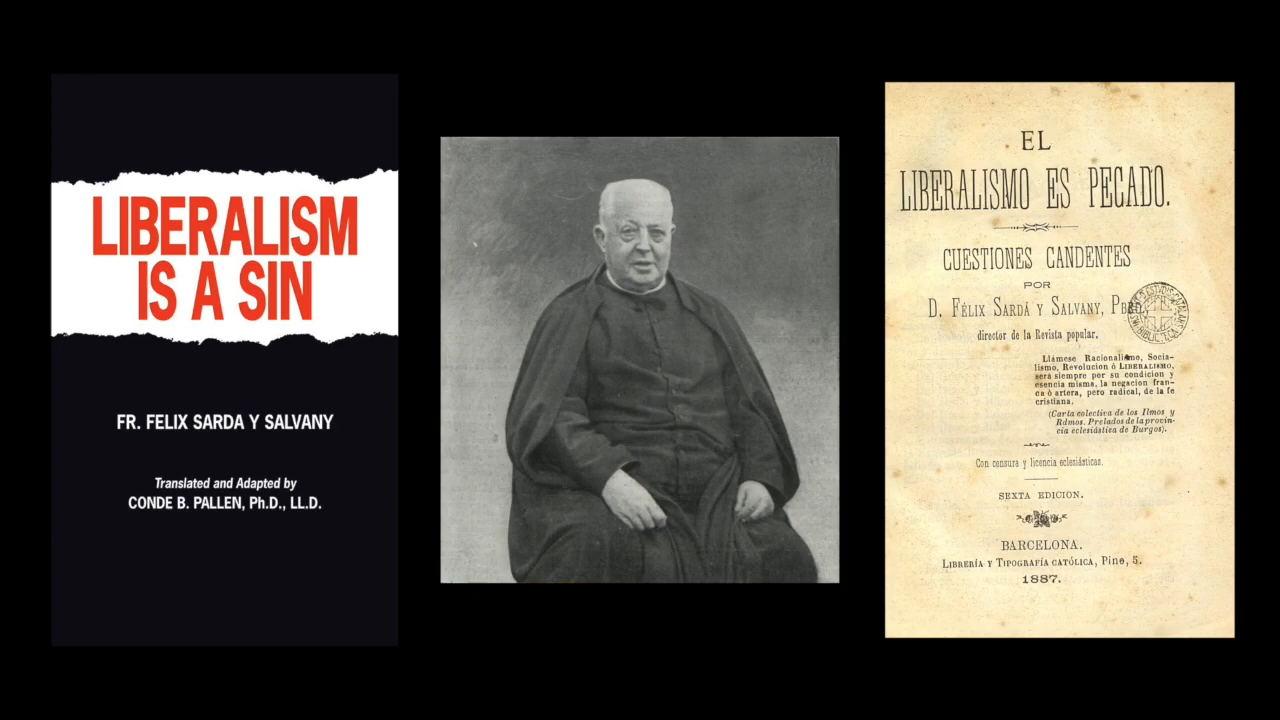 LIBERALISM
IS A SIN
FR. FELIX SARDA Y SALVANY
Translated and Adapted by
CONDE B. PALLEN, Ph.D., LL.D.
EL
LIBERALISMO ES PECADO.
CUESTIONES CANDENTES
POR
D. FÉLIX SARDÁ Y SALVANY,
director de la Revista popular.
Llámese Racionalismo, Socia-
lismo, Revolucion ó LIBERALISMO,
será siempre por su condicion y
esencia misma, la negacion fran-
ca ó artera, pero radical, de la fe
cristiana.
(Carta colectiva de los Ilmos y
Rdmos. Prelados de la provin-
cia eclesiástica de Burgos).
Con censura y licencia eclesiásticas.
SEXTA EDICION.
BARCELONA.
LIBRERÍA Y TIPOGRAFÍA CATÓLICA, Pino, 5.
1887.